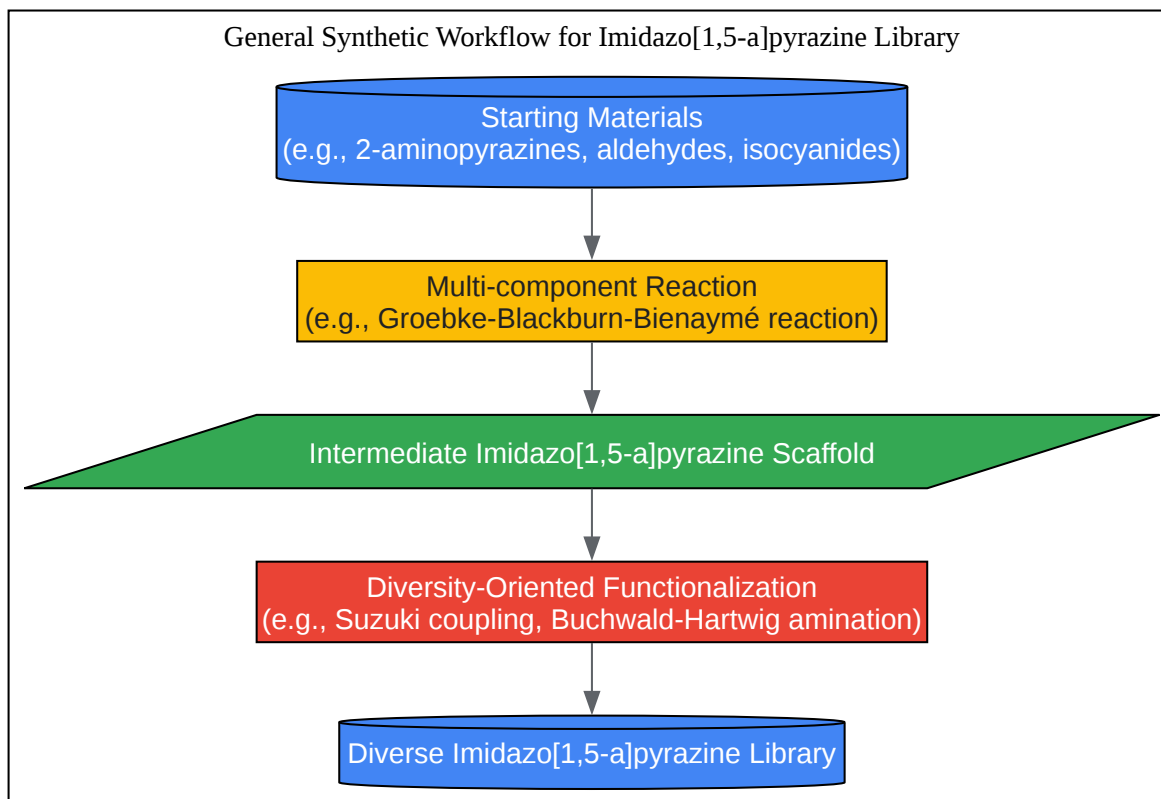 General Synthetic Workflow for Imidazo[1,5-a]pyrazine Library
Starting Materials
(e.g., 2-aminopyrazines, aldehydes, isocyanides)
Multi-component Reaction
(e.g., Groebke-Blackburn-Bienaymé reaction)
Intermediate Imidazo[1,5-a]pyrazine Scaffold
Diversity-Oriented Functionalization
(e.g., Suzuki coupling, Buchwald-Hartwig amination)
Diverse Imidazo[1,5-a]pyrazine Library